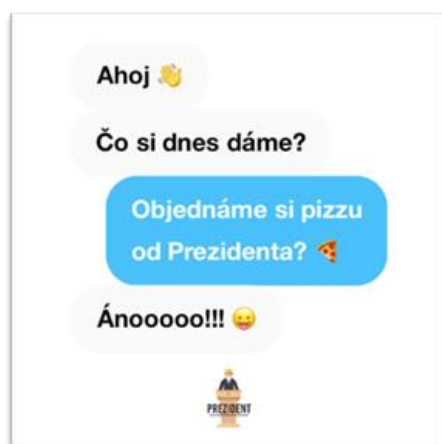 Ahoj 👋
Čo si dnes dáme?
Objednáme si pizzu
od Prezidenta? 🍕
Ánooooo!!! 😛
PREZIDENT